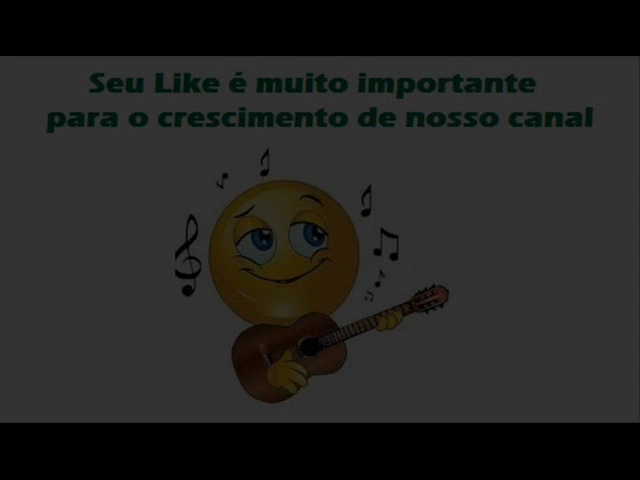 Seu Like é muito importante
para o crescimento de nosso canal